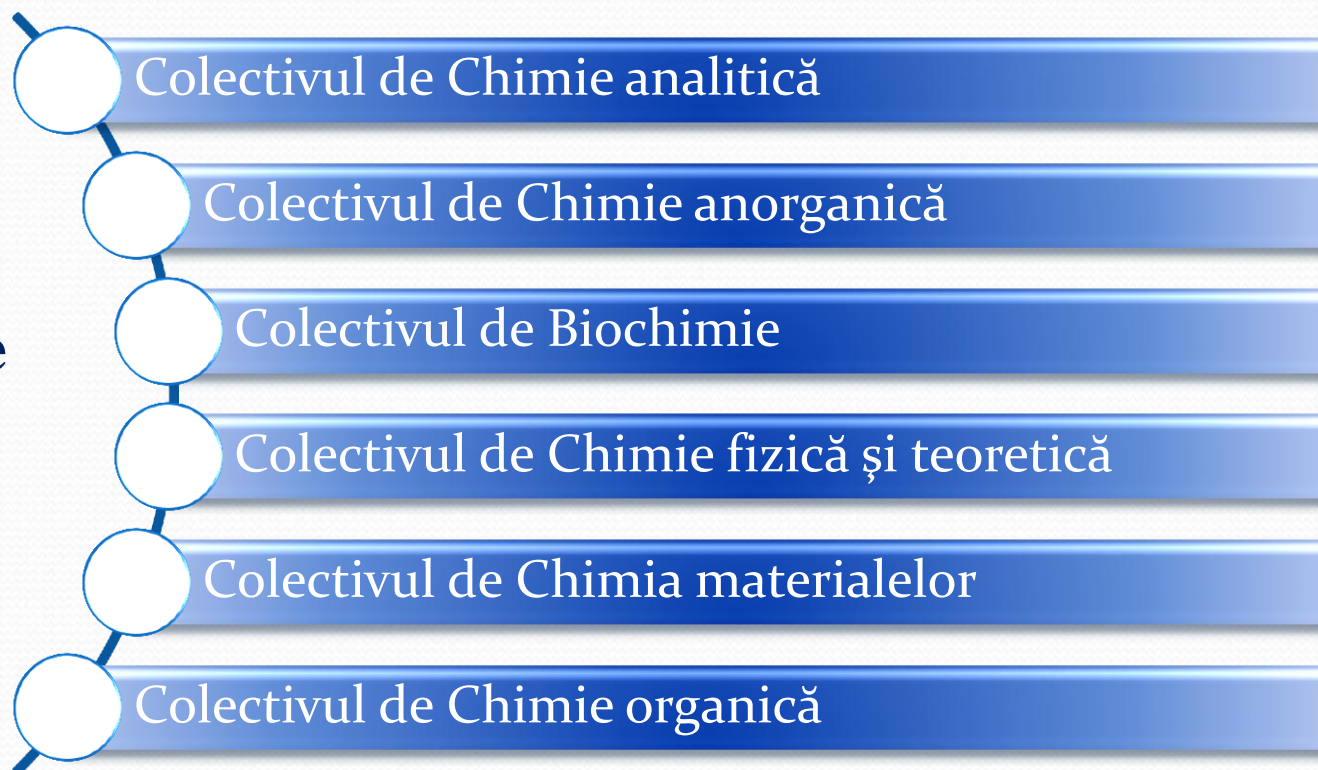 Colectivul de Chimie analitică
Colectivul de Chimie anorganică
Colectivul de Biochimie
Colectivul de Chimie fizică şi teoretică
Colectivul de Chimia materialelor
Colectivul de Chimie organică